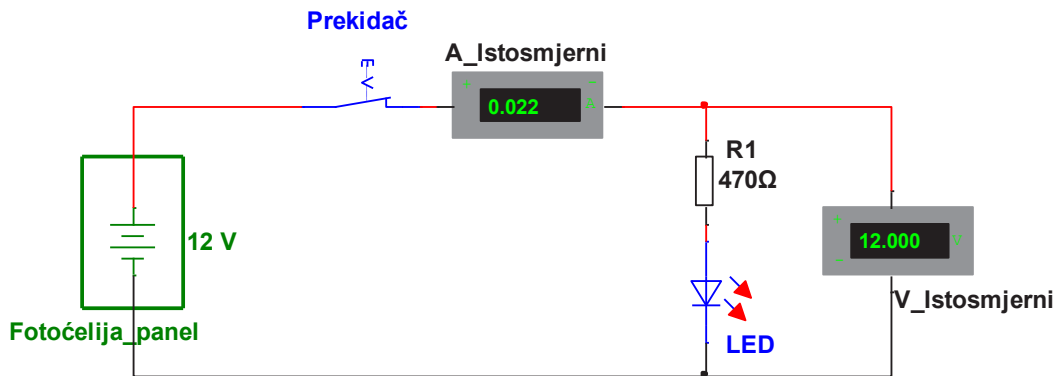 Prekidač
A_Istosmjerni
0.022
R1
470Ω
12 V
12.000
V
V_Istosmjerni
Fotoćelija_panel
LED